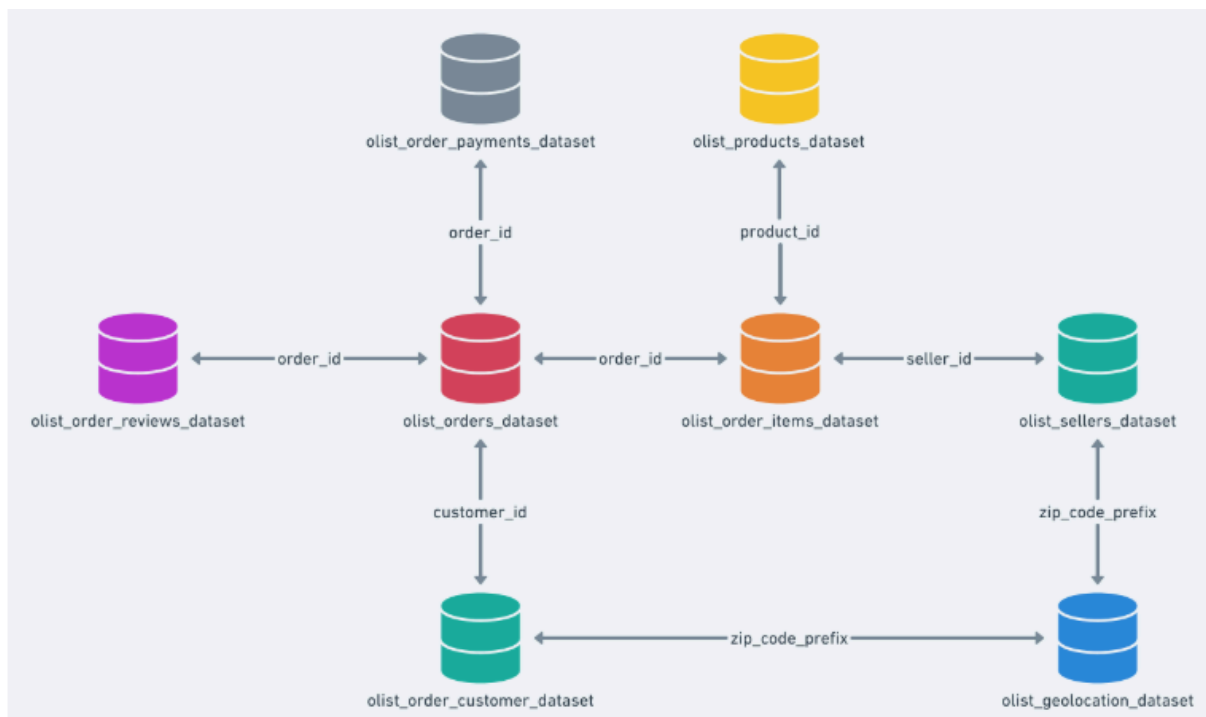 olist_order_payments_dataset
olist_products_dataset
order_id
product_id
order_id
order_id
seller_id
olist_order_reviews_dataset
olist_orders_dataset
olist_order_items_dataset
olist_sellers_dataset
customer_id
zip_code_prefix
zip_code_prefix
olist_order_customer_dataset
olist_geolocation_dataset